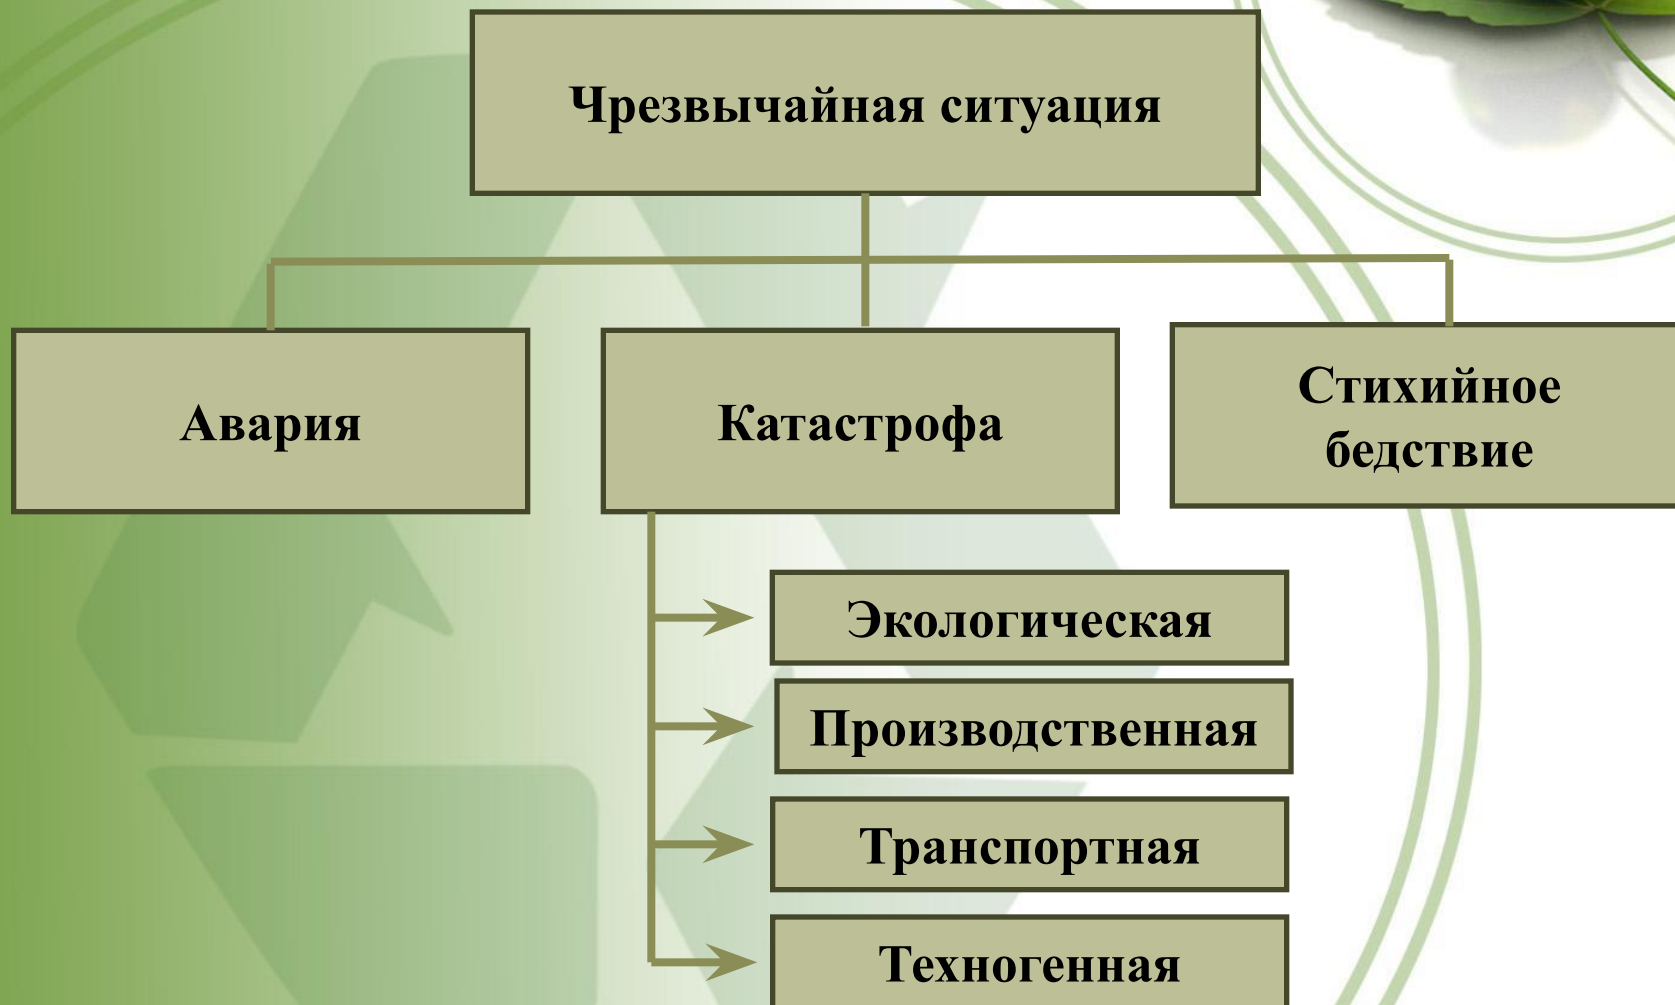 Чрезвычайная ситуация
Авария
Катастрофа
Стихийное
бедствие
Экологическая
Производственная
Транспортная
Техногенная